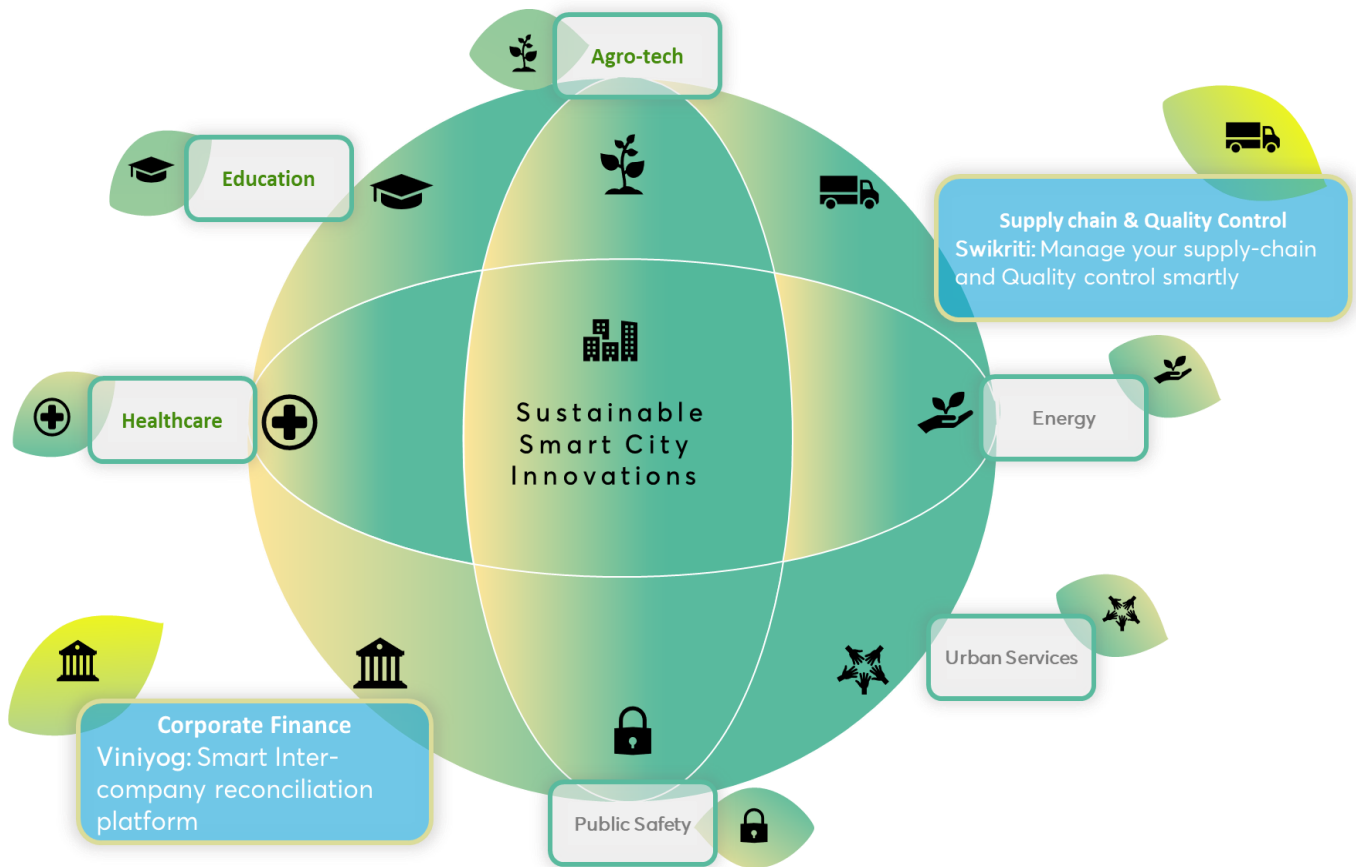 Agro-tech
Education
Supply chain & Quality Control
Swikriti: Manage your supply-chain
and Quality control smartly
Healthcare
Sustainable
Smart City
Innovations
Energy
Urban Services
Corporate Finance
Viniyog: Smart Inter-
company reconciliation
platform
Public Safety